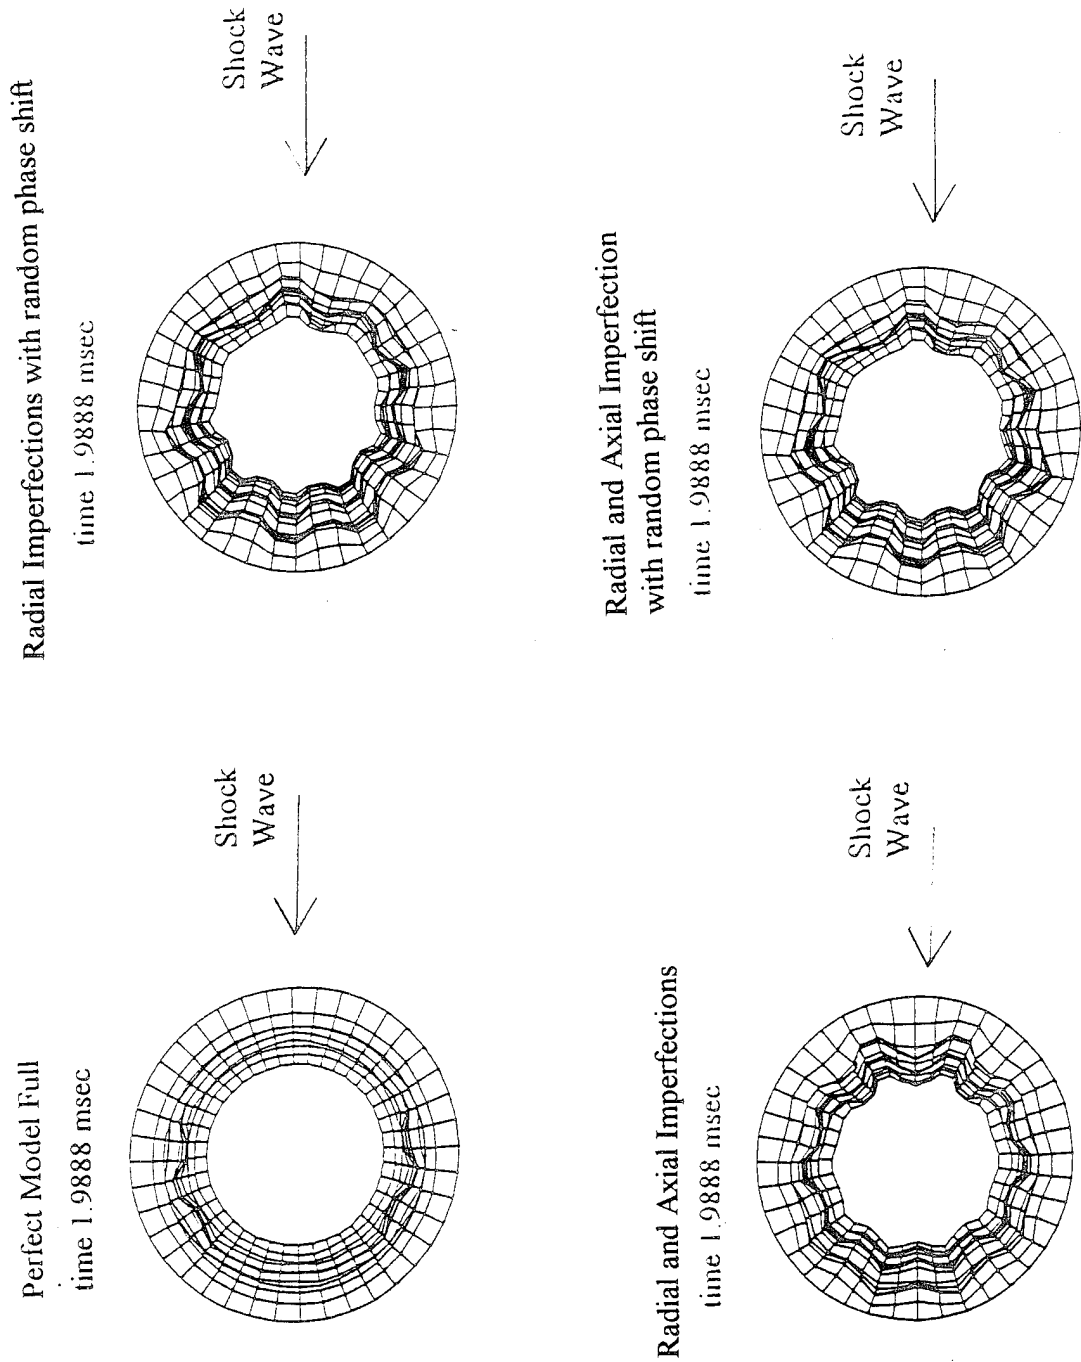 Perfect Model Full
time 1.9888 msec
Shock
Wave
Radial Imperfections with random phase shift
time 1.9888 msec
Shock
Wave
Radial and Axial Imperfections
time 1.9888 msec
Shock
Wave
Radial and Axial Imperfection
with random phase shift
time 1.9888 msec
Shock
Wave